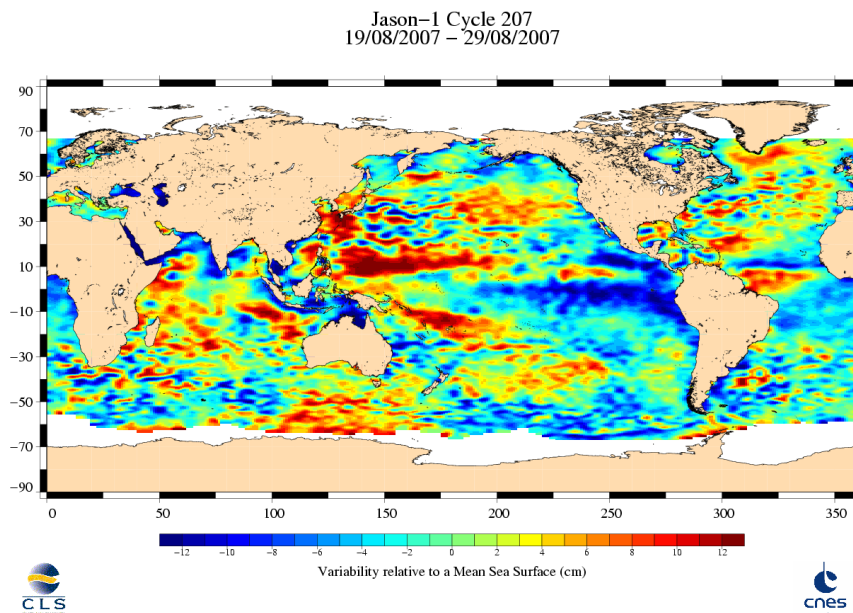 Jason−1 Cycle 207
19/08/2007 − 29/08/2007
90
70
50
30
10
−10
−30
−50
−70
−90
0 50 100 150 200 250 300 350
−12 −10 −8 −6 −4 −2 0 2 4 6 8 10 12
Variability relative to a Mean Sea Surface (cm)
CLS
cnes